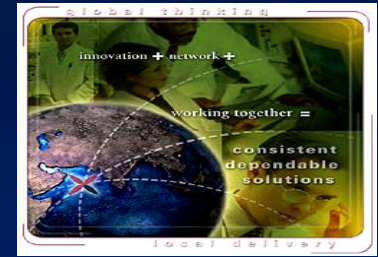 global thinking
innovation + network +
working together =
consistent
dependable
solutions
local delivery